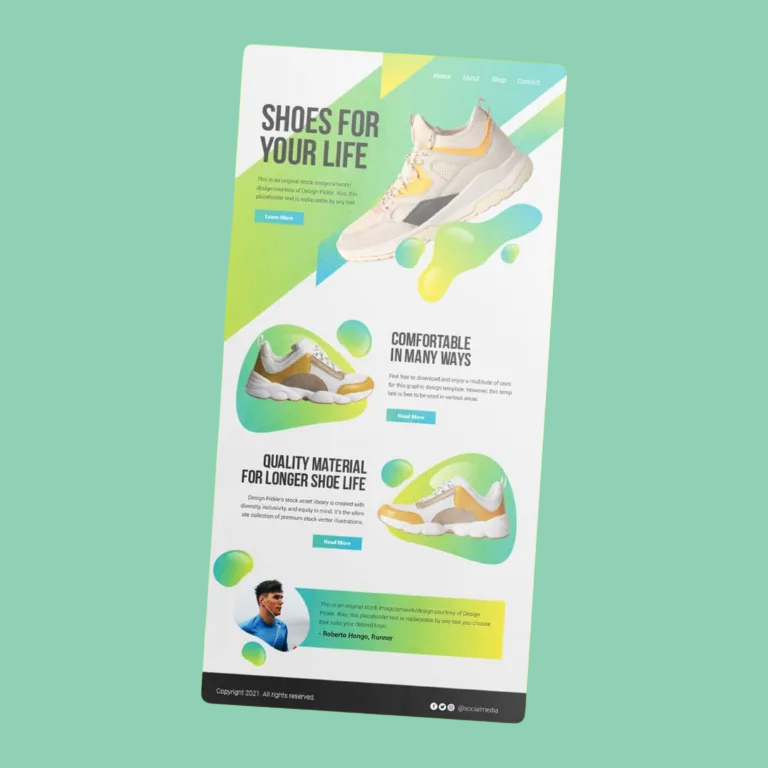 Home About Shop Contact
SHOES FOR
YOUR LIFE
This is an original stock image/artwork/
design courtesy of Design Pickle. Also, this
placeholder text is replaceable by any text
Learn More
COMFORTABLE
IN MANY WAYS
Feel free to download and enjoy a multitude of uses
for this graphic design template. However, this temp
late is free to be used in various areas.
Read More
QUALITY MATERIAL
FOR LONGER SHOE LIFE
Design Pickle's stock asset library is created with
diversity, inclusivity, and equity in mind. It's the ultim
ate collection of premium stock vector illustrations.
Read More
This is an original stock image/artwork/design courtesy of Design
Pickle. Also, this placeholder text is replaceable by any text you choose
that suits your desired topic.
- Roberto Hongo, Runner
Copyright 2021. All rights reserved.
@socialmedia